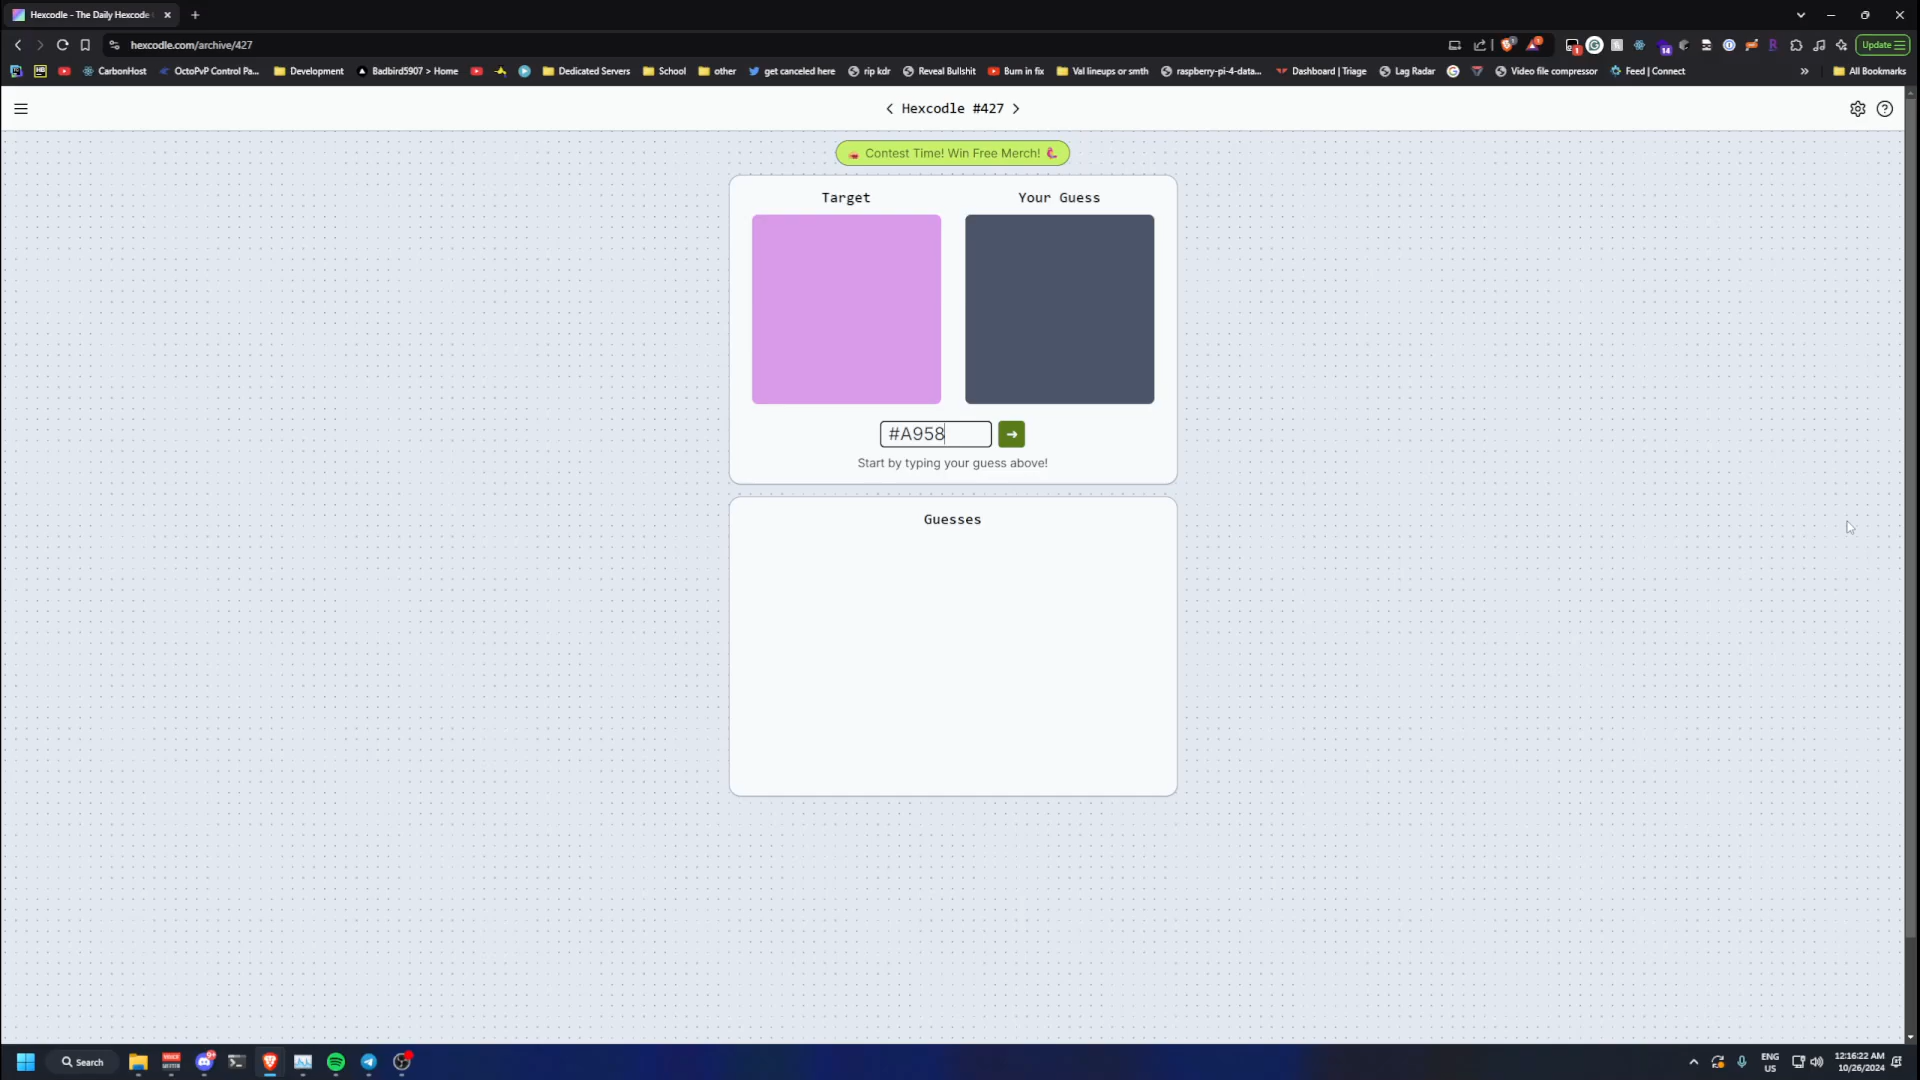 Hexcodle - The Daily Hexcode
hexcodle.com/archive/427
Update
CarbonHost
OctoPvP Control Pa...
Development
Badbird5907 > Home
Dedicated Servers
School
other
get canceled here
rip kdr
Reveal Bullshit
Burn in fix
Val lineups or smth
raspberry-pi-4-data...
Dashboard | Triage
Lag Radar
Video file compressor
Feed | Connect
All Bookmarks
Hexcodle #427
Contest Time! Win Free Merch!
Target
Your Guess
#A958
Start by typing your guess above!
Guesses
Search
ENG
US
12:16:22 AM
10/26/2024